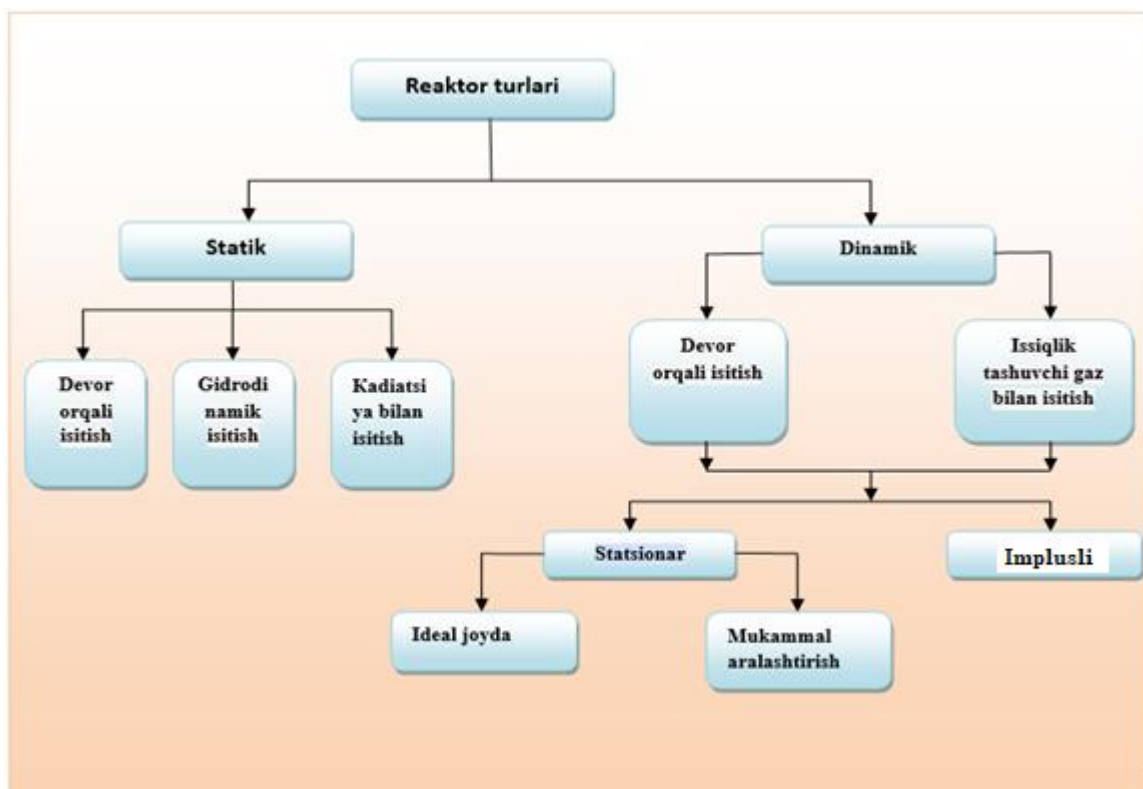 Reaktor turlari
Statik
Dinamik
Devor
orqali
isitish
Gidrodi
namik
isitish
Kadiatsi
ya bilan
isitish
Devor
orqali isitish
Issiqlik
tashuvchi gaz
bilan isitish
Statsionar
Implusli
Ideal joyda
Mukammal
aralashtirish